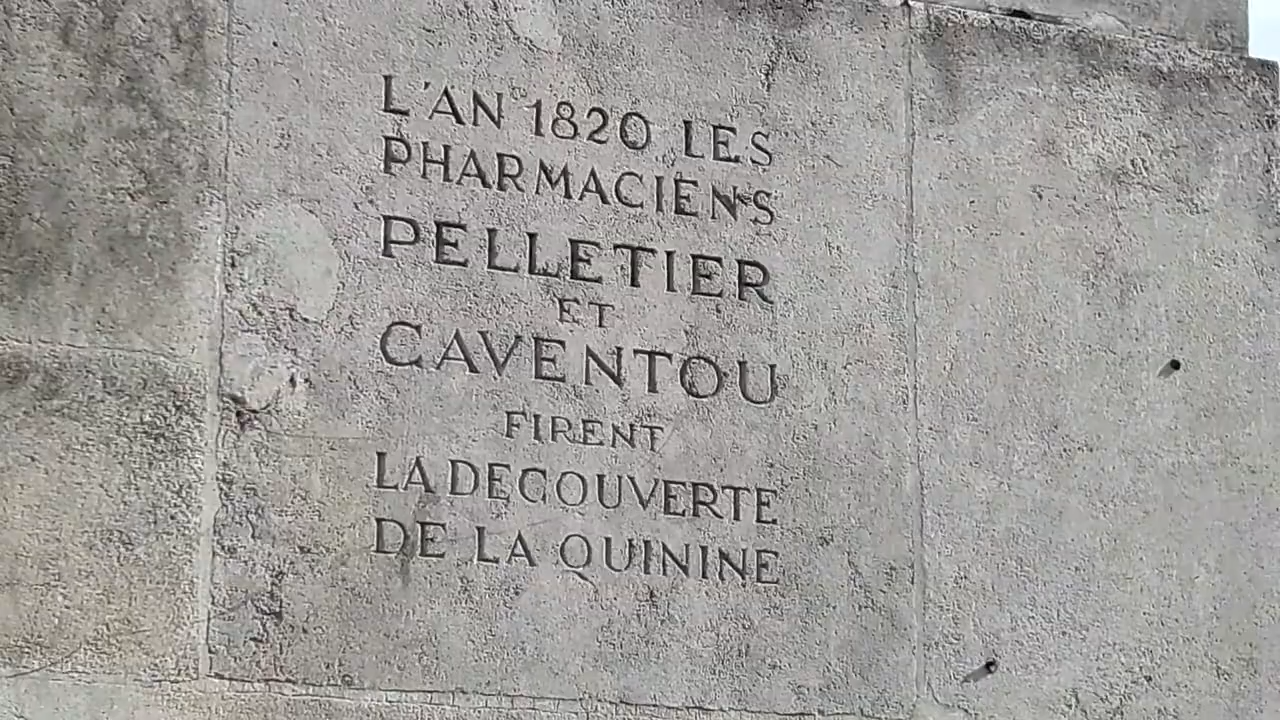 L'AN 1820 LES
PHARMACIENS
PELLETIER
ET
CAVENTOU
FIRENT
LA DECOUVERTE
DE LA QUININE